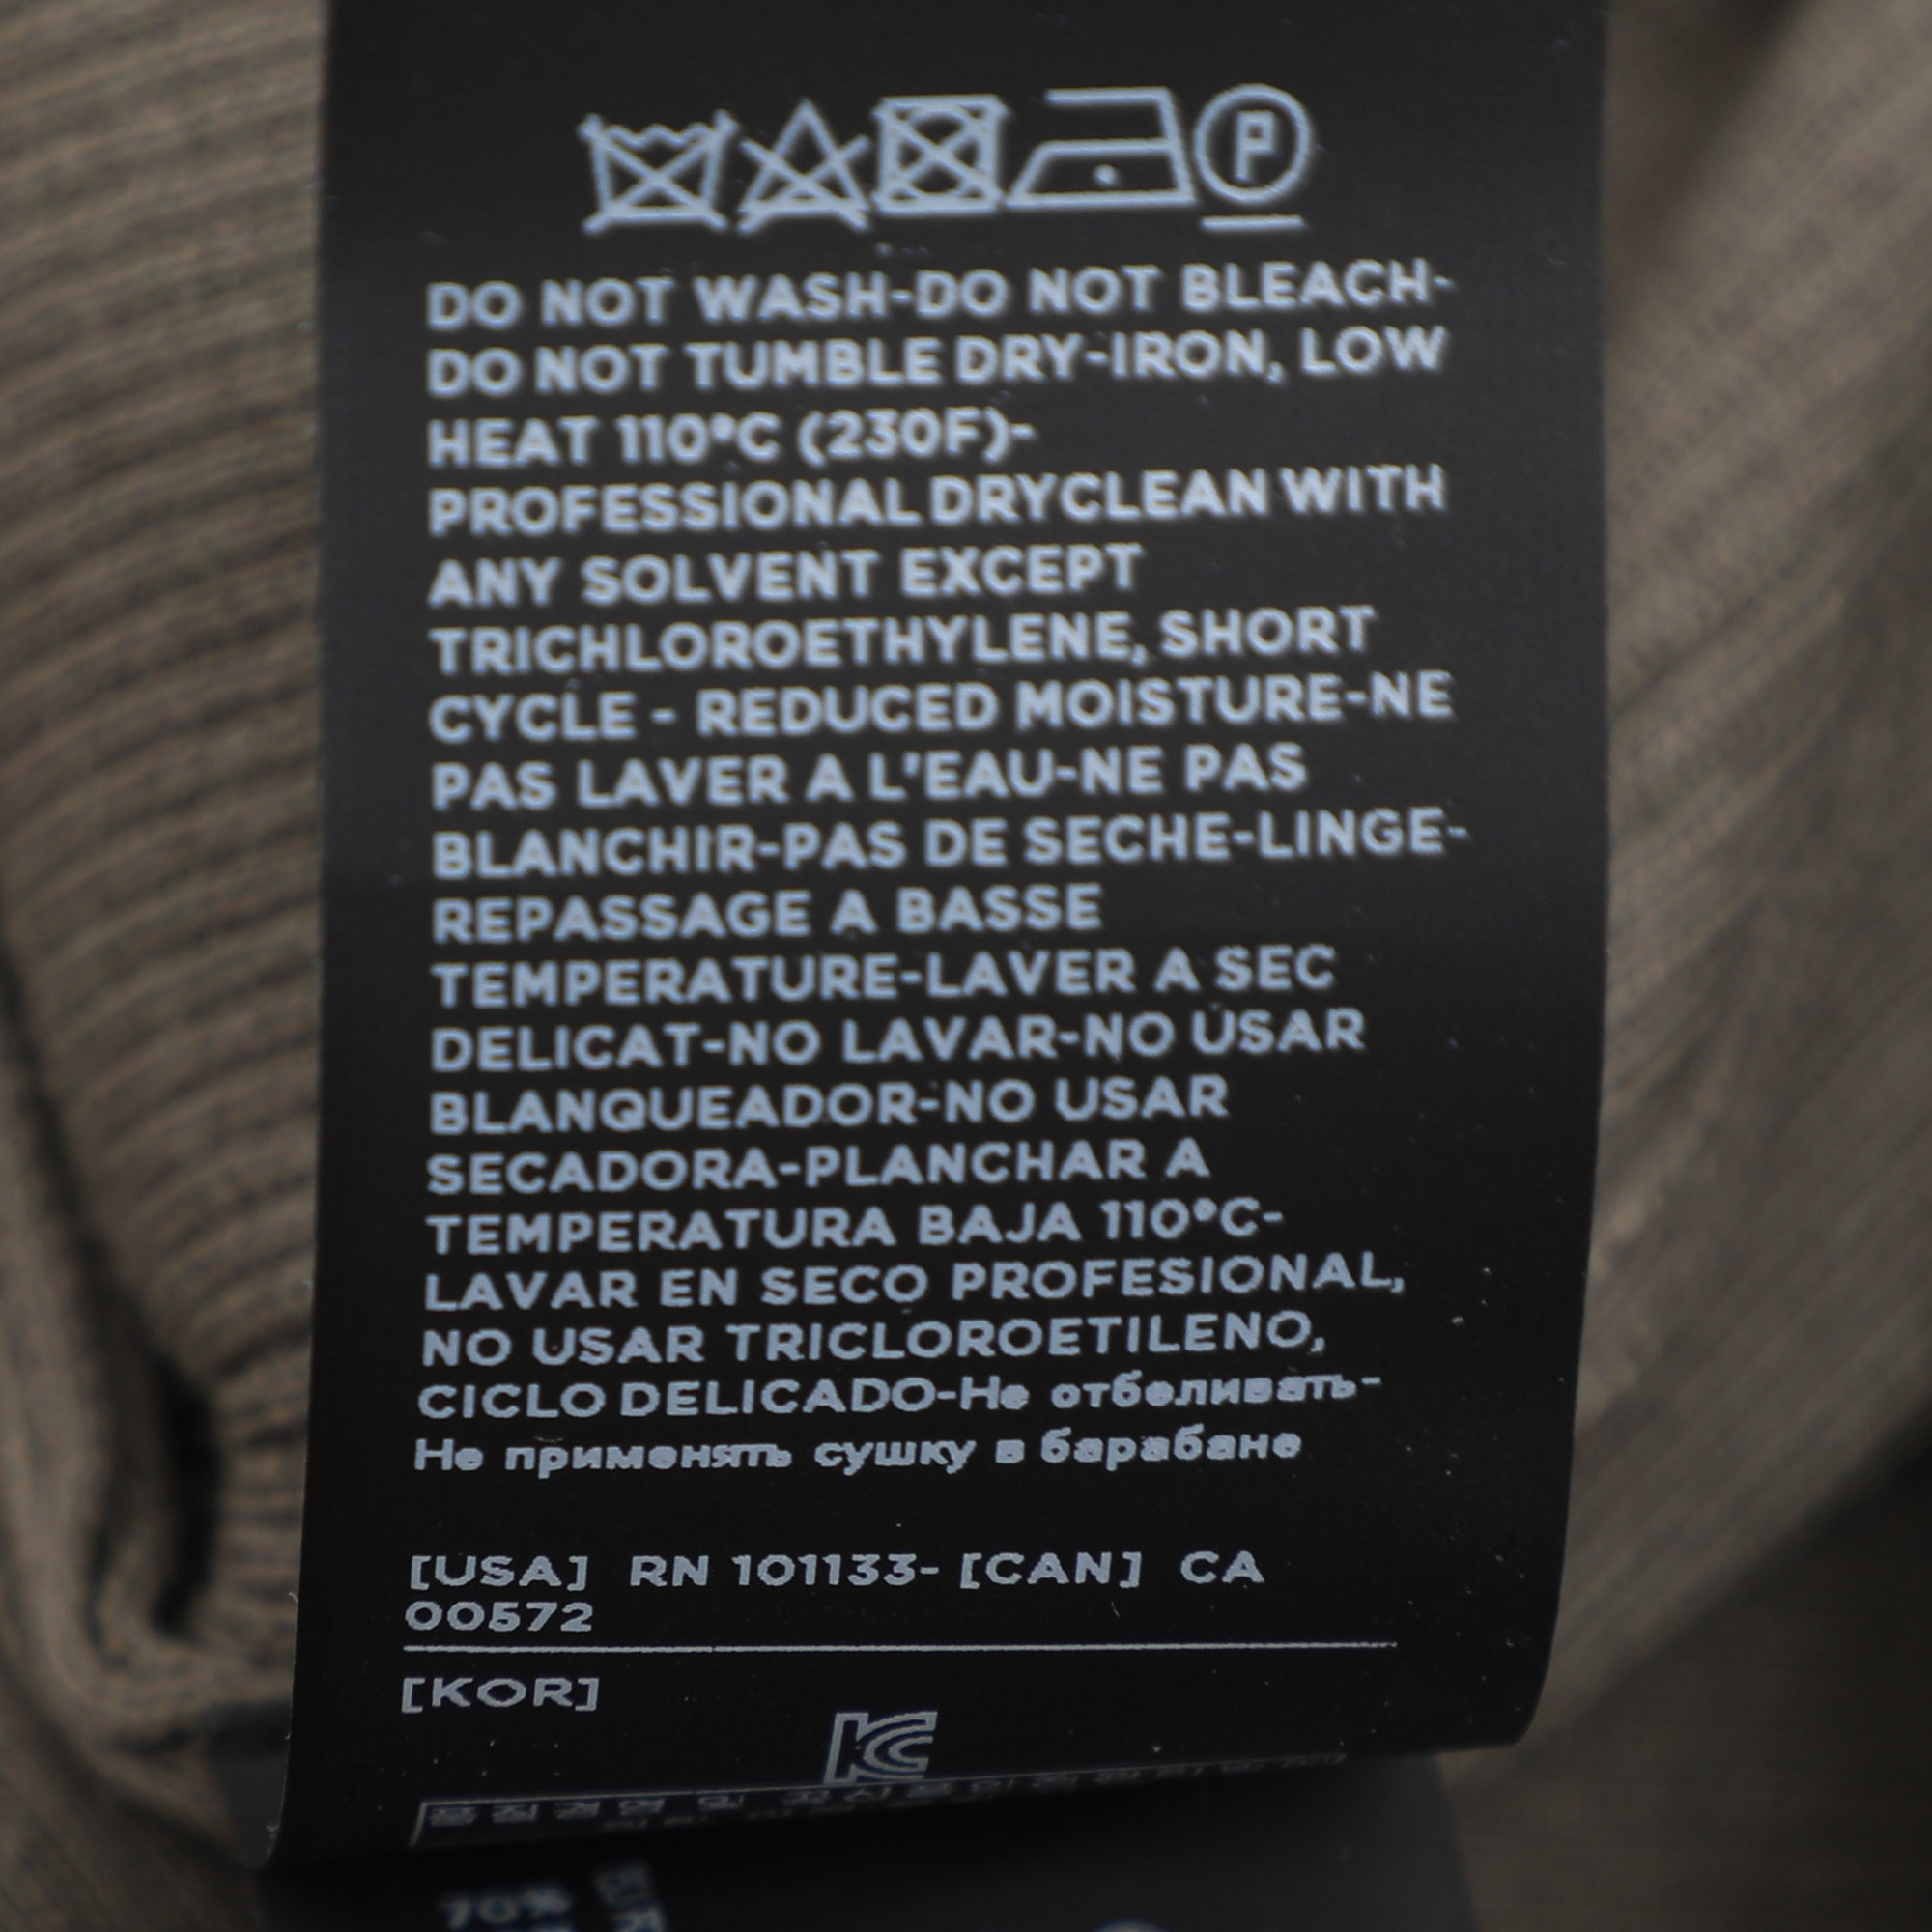 P
DO NOT WASH-DO NOT BLEACH-
DO NOT TUMBLE DRY-IRON, LOW
HEAT 110°C (230F)-
PROFESSIONAL DRYCLEAN WITH
ANY SOLVENT EXCEPT
TRICHLOROETHYLENE, SHORT
CYCLE - REDUCED MOISTURE-NE
PAS LAVER A L'EAU-NE PAS
BLANCHIR-PAS DE SECHE-LINGE-
REPASSAGE A BASSE
TEMPERATURE-LAVER A SEC
DELICAT-NO LAVAR-NO USAR
BLANQUEADOR-NO USAR
SECADORA-PLANCHAR A
TEMPERATURA BAJA 110°C-
LAVAR EN SECO PROFESIONAL,
NO USAR TRICLOROETILENO,
CICLO DELICADO-Не отбеливать-
Не применять сушку в барабане
[USA] RN 101133- [CAN] CA
00572
[KOR]
KC
70%